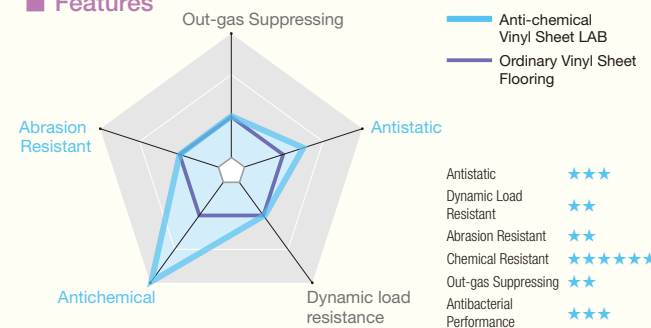 ■ Features
Out-gas Suppressing
Anti-chemical
Vinyl Sheet LAB
Ordinary Vinyl Sheet
Flooring
Abrasion
Resistant
Antistatic
Antichemical
Dynamic load
resistance
Antistatic ★★★
Dynamic Load
Resistant ★★
Abrasion Resistant ★★
Chemical Resistant ★★★★★★
Out-gas Suppressing ★★
Antibacterial
Performance ★★★